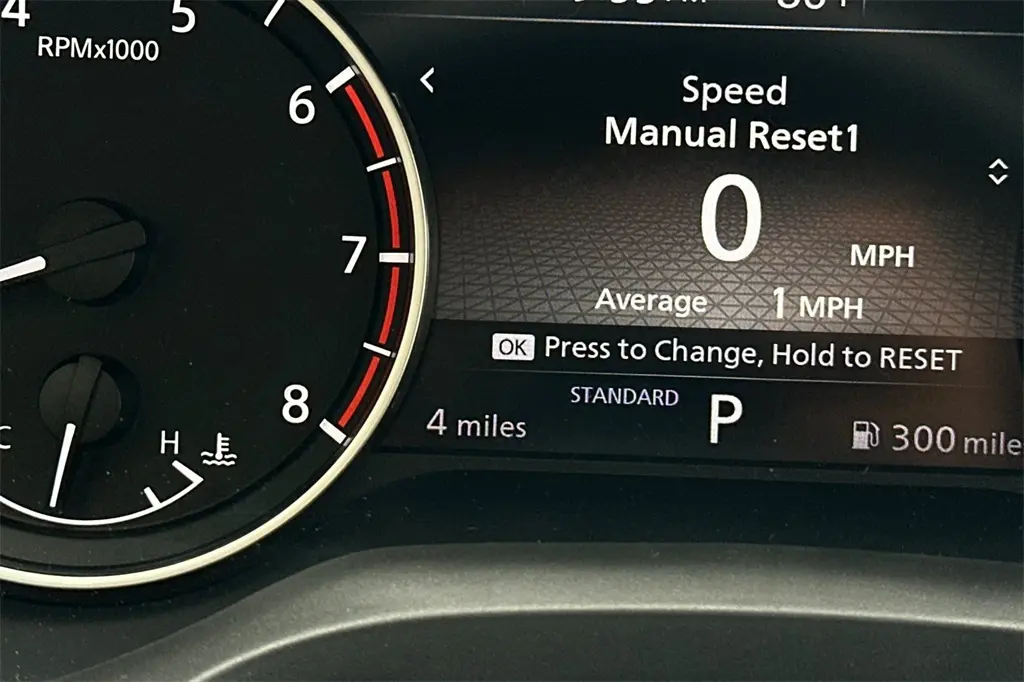 4
5
RPMx1000
6
7
8
C
H
Speed
Manual Reset1
0
MPH
Average 1 MPH
OK Press to Change, Hold to RESET
STANDARD
4 miles
P
300 mile